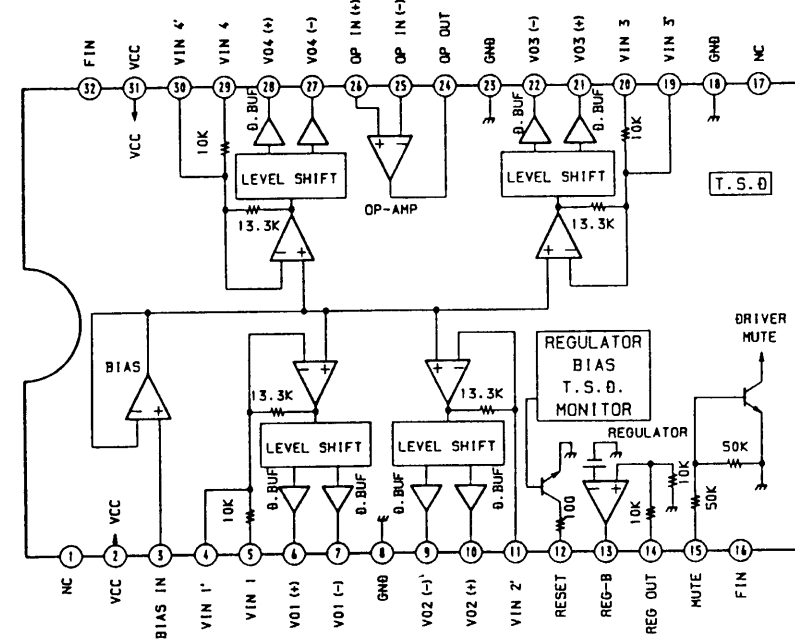 FIN
VCC
VIN 4'
VIN 4
VO4 (+)
VO4 (-)
OP IN (+)
OP IN (-)
OP OUT
GND
VO3 (-)
VO3 (+)
VIN 3
VIN 3'
GND
NC
32 31 30 29 28 27 26 25 24 23 22 21 20 19 18 17
VCC
10K
D.BUF
D.BUF
D.BUF
10K
LEVEL SHIFT
LEVEL SHIFT
T.S.D
OP-AMP
13.3K
13.3K
BIAS
DRIVER
MUTE
REGULATOR
BIAS
T.S.D.
MONITOR
13.3K
13.3K
REGULATOR
LEVEL SHIFT
LEVEL SHIFT
50K
10K
D.BUF
D.BUF
D.BUF
D.BUF
VCC
10K
100
10K
50K
1 2 3 4 5 6 7 8 9 10 11 12 13 14 15 16
NC
VCC
BIAS IN
VIN 1'
VIN 1
VO1 (+)
VO1 (-)
GND
VO2 (-)'
VO2 (+)
VIN 2'
RESET
REG-B
REG OUT
MUTE
FIN